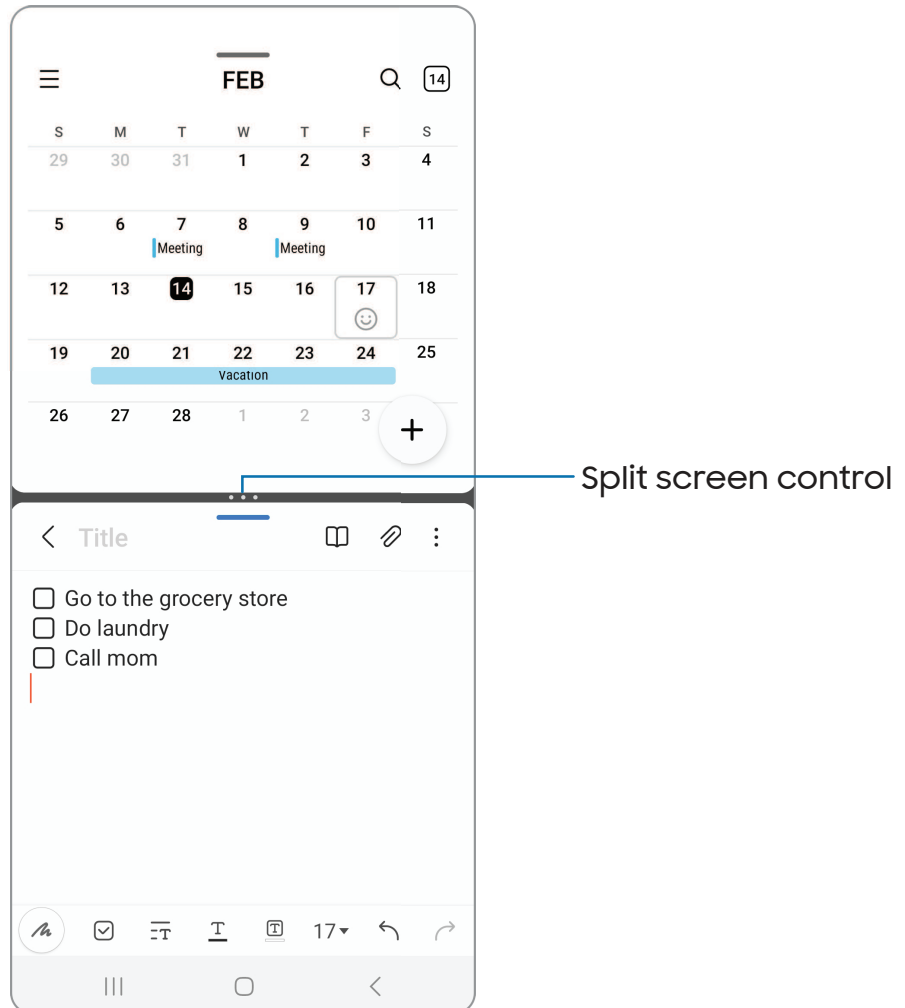 FEB
14
S M T W T F S
29 30 31 1 2 3 4
5 6 7 8 9 10 11
Meeting Meeting
12 13 14 15 16 17 18
19 20 21 22 23 24 25
Vacation
26 27 28 1 2 3
Split screen control
Title
Go to the grocery store
Do laundry
Call mom
T T T 17